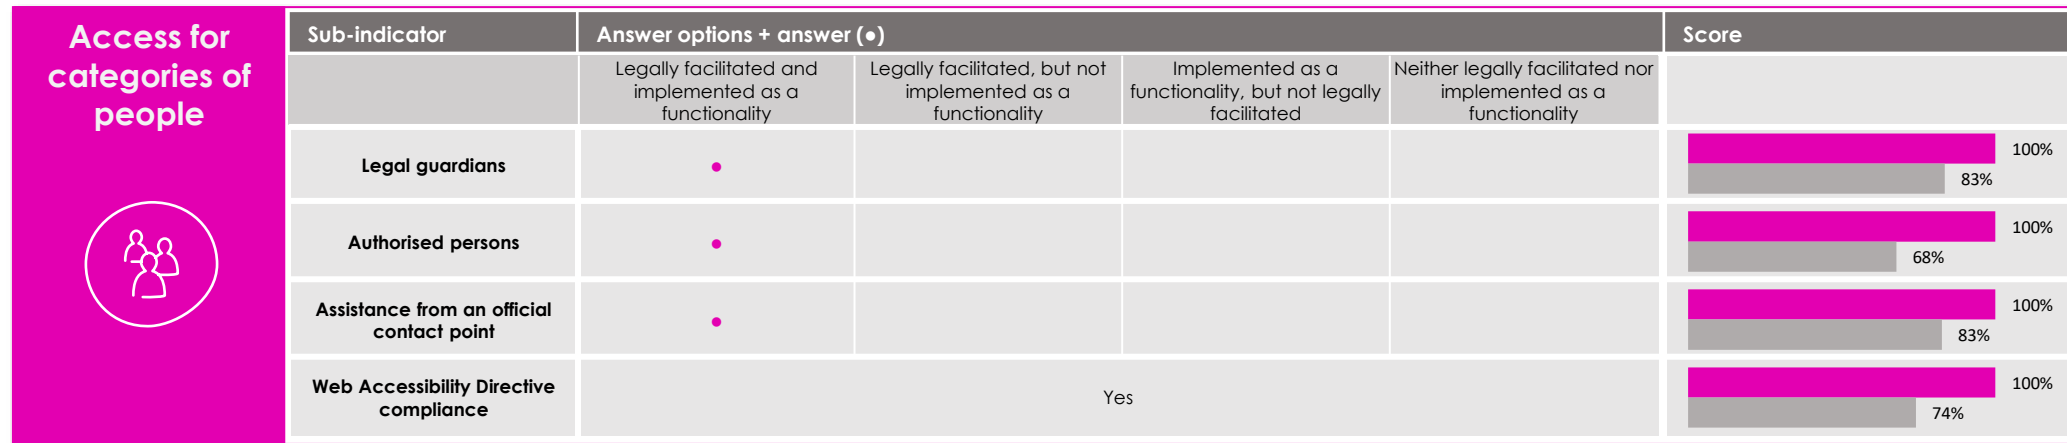 Access for
categories of
people
Sub-indicator
Answer options + answer (●)
Score
Legally facilitated and
implemented as a
functionality
Legally facilitated, but not
implemented as a
functionality
Implemented as a
functionality, but not legally
facilitated
Neither legally facilitated nor
implemented as a
functionality
Legal guardians
●
100%
83%
Authorised persons
●
100%
68%
Assistance from an official
contact point
●
100%
83%
Web Accessibility Directive
compliance
Yes
100%
74%